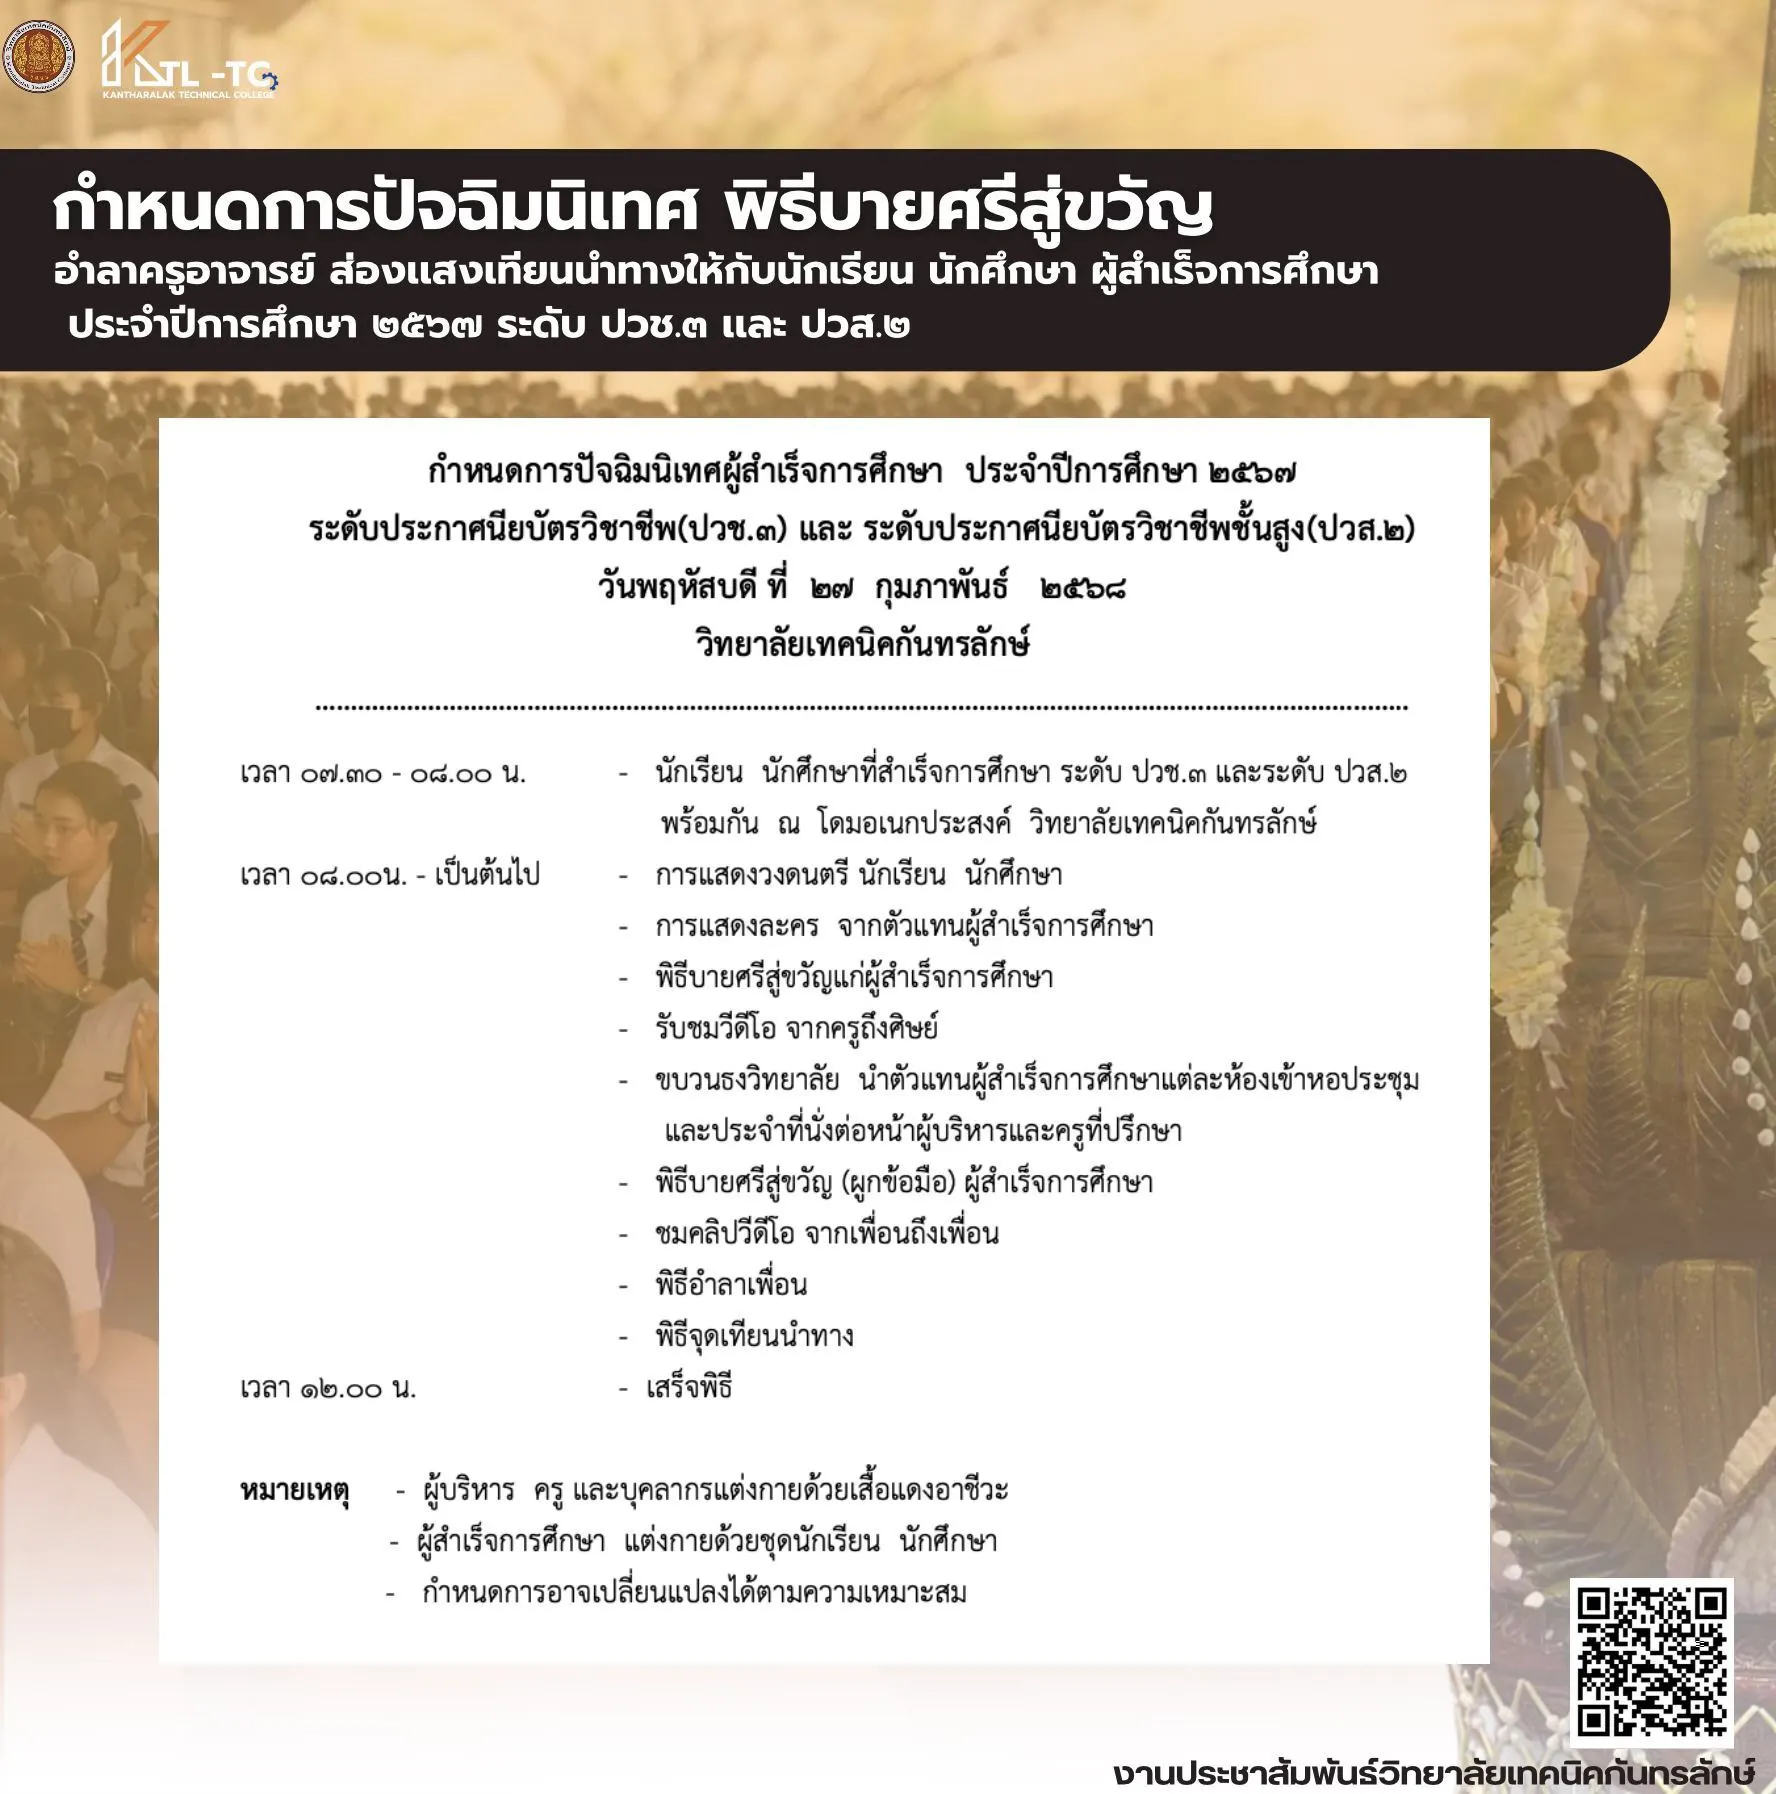 KTL -TC
KANTHARALAK TECHNICAL COLLEGE
กำหนดการปัจฉิมนิเทศ พิธีบายศรีสู่ขวัญ
อำลาครูอาจารย์ ส่องแสงเทียนนำทางให้กับนักเรียน นักศึกษา ผู้สำเร็จการศึกษา
ประจำปีการศึกษา ๒๕๖๗ ระดับ ปวช.๓ และ ปวส.๒
กำหนดการปัจฉิมนิเทศผู้สำเร็จการศึกษา ประจำปีการศึกษา ๒๕๖๗
ระดับประกาศนียบัตรวิชาชีพ(ปวช.๓) และ ระดับประกาศนียบัตรวิชาชีพชั้นสูง(ปวส.๒)
วันพฤหัสบดี ที่ ๒๗ กุมภาพันธ์ ๒๕๖๘
วิทยาลัยเทคนิคกันทรลักษ์
เวลา ๐๗.๓๐ - ๐๘.๐๐ น. - นักเรียน นักศึกษาที่สำเร็จการศึกษา ระดับ ปวช.๓ และระดับ ปวส.๒
พร้อมกัน ณ โดมอเนกประสงค์ วิทยาลัยเทคนิคกันทรลักษ์
เวลา ๐๘.๐๐น. - เป็นต้นไป - การแสดงวงดนตรี นักเรียน นักศึกษา
- การแสดงละคร จากตัวแทนผู้สำเร็จการศึกษา
- พิธีบายศรีสู่ขวัญแก่ผู้สำเร็จการศึกษา
- รับชมวีดีโอ จากครูถึงศิษย์
- ขบวนธงวิทยาลัย นำตัวแทนผู้สำเร็จการศึกษาแต่ละห้องเข้าหอประชุม
และประจำที่นั่งต่อหน้าผู้บริหารและครูที่ปรึกษา
- พิธีบายศรีสู่ขวัญ (ผูกข้อมือ) ผู้สำเร็จการศึกษา
- ชมคลิปวีดีโอ จากเพื่อนถึงเพื่อน
- พิธีอำลาเพื่อน
- พิธีจุดเทียนนำทาง
เวลา ๑๒.๐๐ น. - เสร็จพิธี
หมายเหตุ - ผู้บริหาร ครู และบุคลากรแต่งกายด้วยเสื้อแดงอาชีวะ
- ผู้สำเร็จการศึกษา แต่งกายด้วยชุดนักเรียน นักศึกษา
- กำหนดการอาจเปลี่ยนแปลงได้ตามความเหมาะสม
งานประชาสัมพันธ์วิทยาลัยเทคนิคกันทรลักษ์